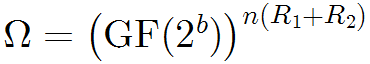 Ω = (GF(2^b))^{n(R_1+R_2)}